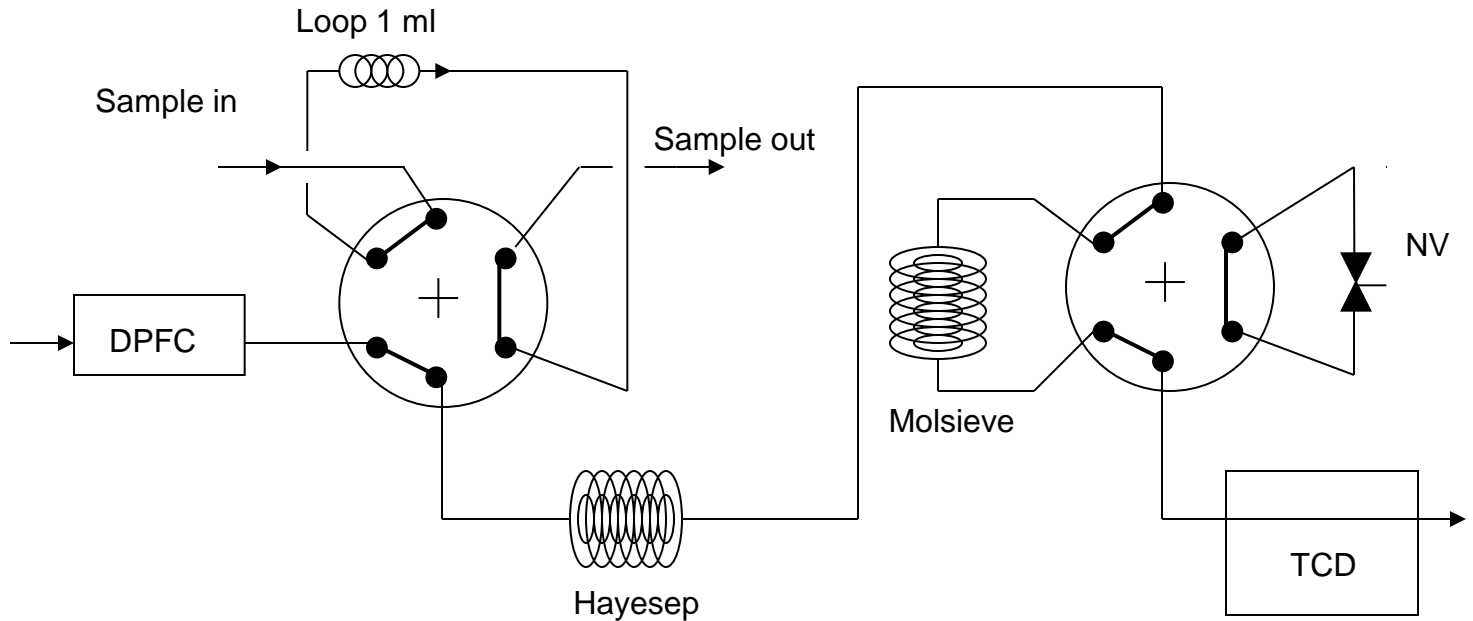 Loop 1 ml
Sample in
Sample out
NV
DPFC
Molsieve
TCD
Hayesep